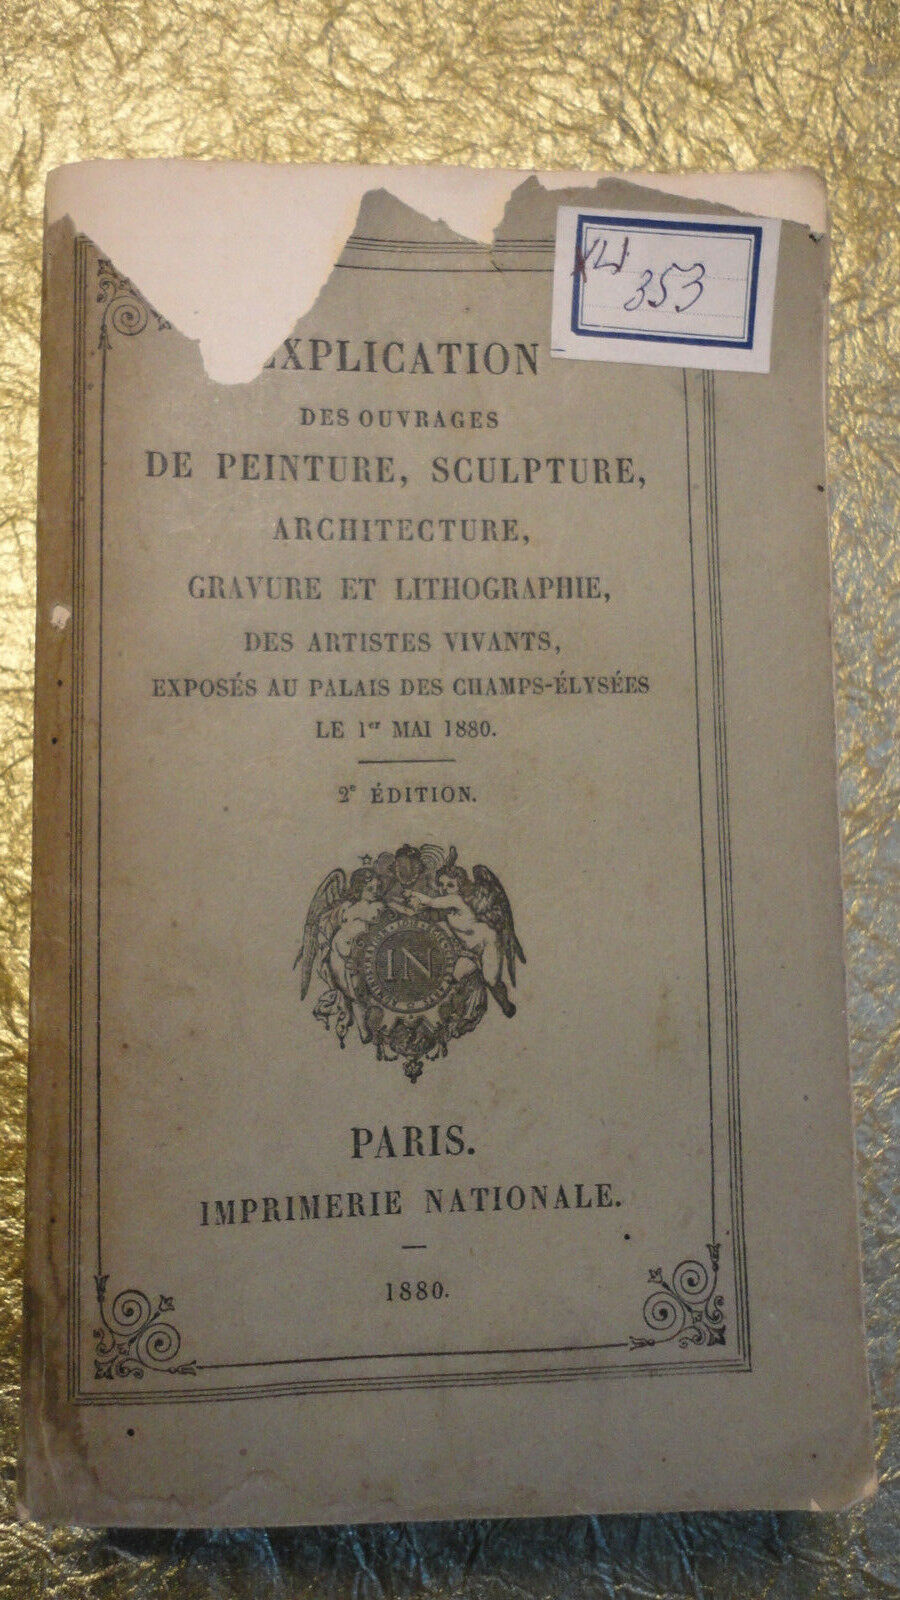 XLI
353
EXPLICATION
DES OUVRAGES
DE PEINTURE, SCULPTURE,
ARCHITECTURE,
GRAVURE ET LITHOGRAPHIE,
DES ARTISTES VIVANTS,
EXPOSÉS AU PALAIS DES CHAMPS-ÉLYSÉES
LE 1er MAI 1880.
2e ÉDITION.
IN
PARIS.
IMPRIMERIE NATIONALE.
1880.